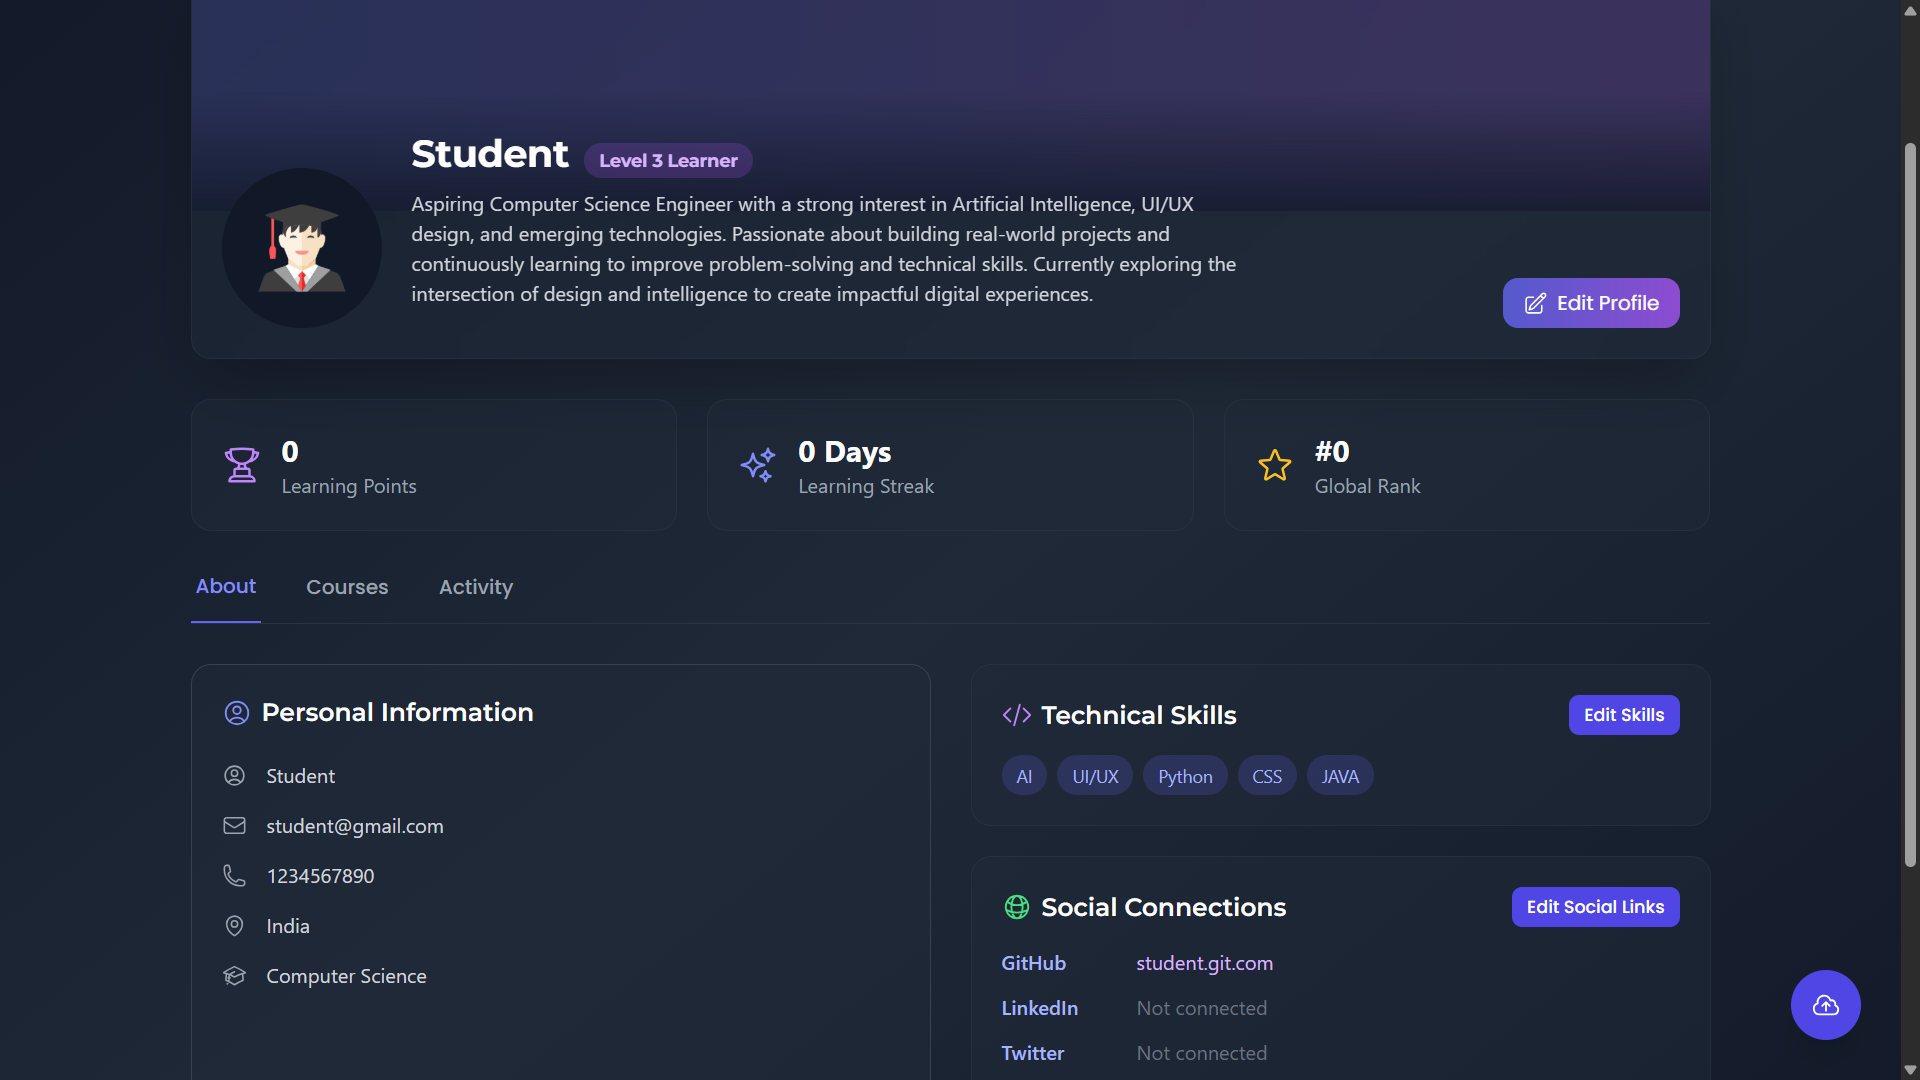 Student
Level 3 Learner
Aspiring Computer Science Engineer with a strong interest in Artificial Intelligence, UI/UX
design, and emerging technologies. Passionate about building real-world projects and
continuously learning to improve problem-solving and technical skills. Currently exploring the
intersection of design and intelligence to create impactful digital experiences.
Edit Profile
0
Learning Points
0 Days
Learning Streak
#0
Global Rank
About
Courses
Activity
Personal Information
Student
student@gmail.com
1234567890
India
Computer Science
Technical Skills
Edit Skills
AI
UI/UX
Python
CSS
JAVA
Social Connections
Edit Social Links
GitHub
student.git.com
LinkedIn
Not connected
Twitter
Not connected